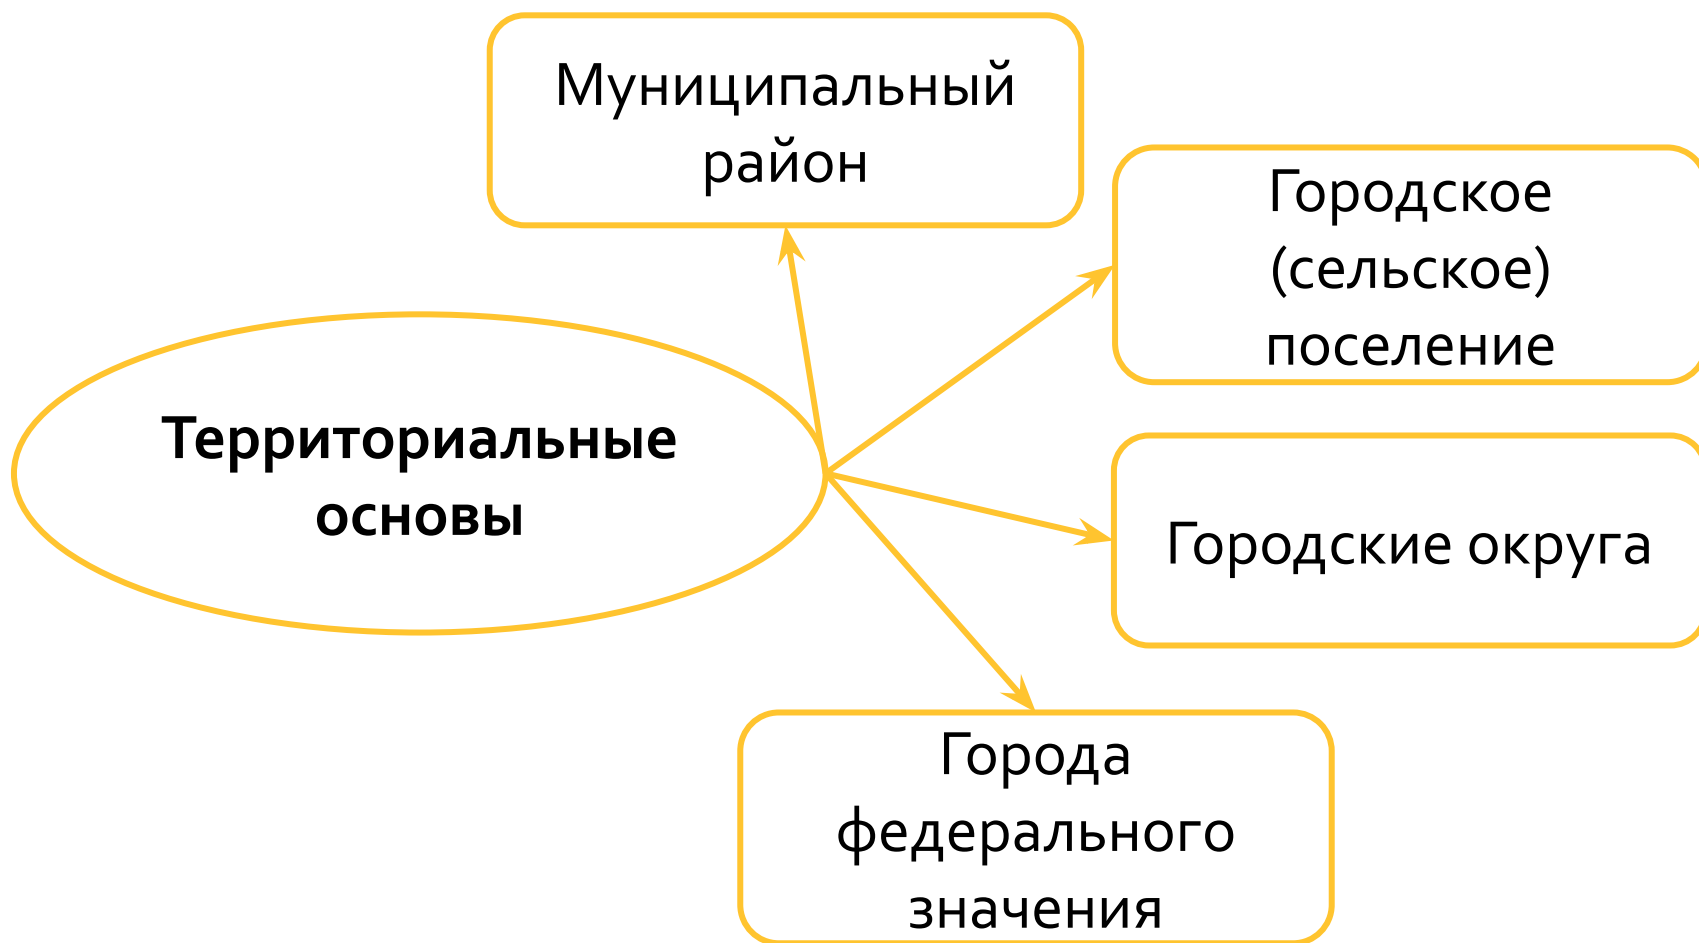 Муниципальный
район
Городское
(сельское)
поселение
Территориальные
основы
Городские округа
Города
федерального
значения